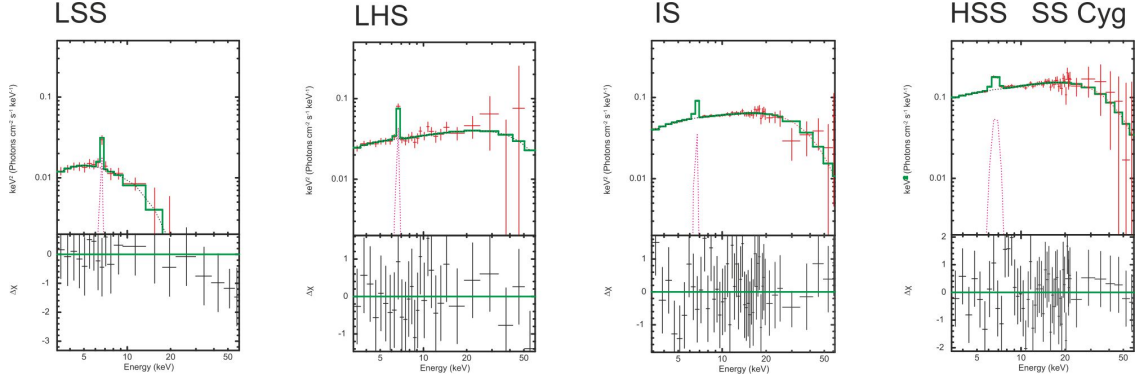 LSS
LHS
IS
HSS SS Cyg
keV² (Photons cm⁻² s⁻¹ keV⁻¹)
0.1
0.01
Δχ
0
-1
-2
-3
5 10 20 50
Energy (keV)
keV² (Photons cm⁻² s⁻¹ keV⁻¹)
0.1
0.01
Δχ
1
0
-1
5 10 20 50
Energy (keV)
keV² (Photons cm⁻² s⁻¹ keV⁻¹)
0.1
0.01
Δχ
1
0
-1
5 10 20 50
Energy (keV)
keV² (Photons cm⁻² s⁻¹ keV⁻¹)
0.1
0.01
Δχ
2
1
0
-1
-2
5 10 20 50
Energy (keV)